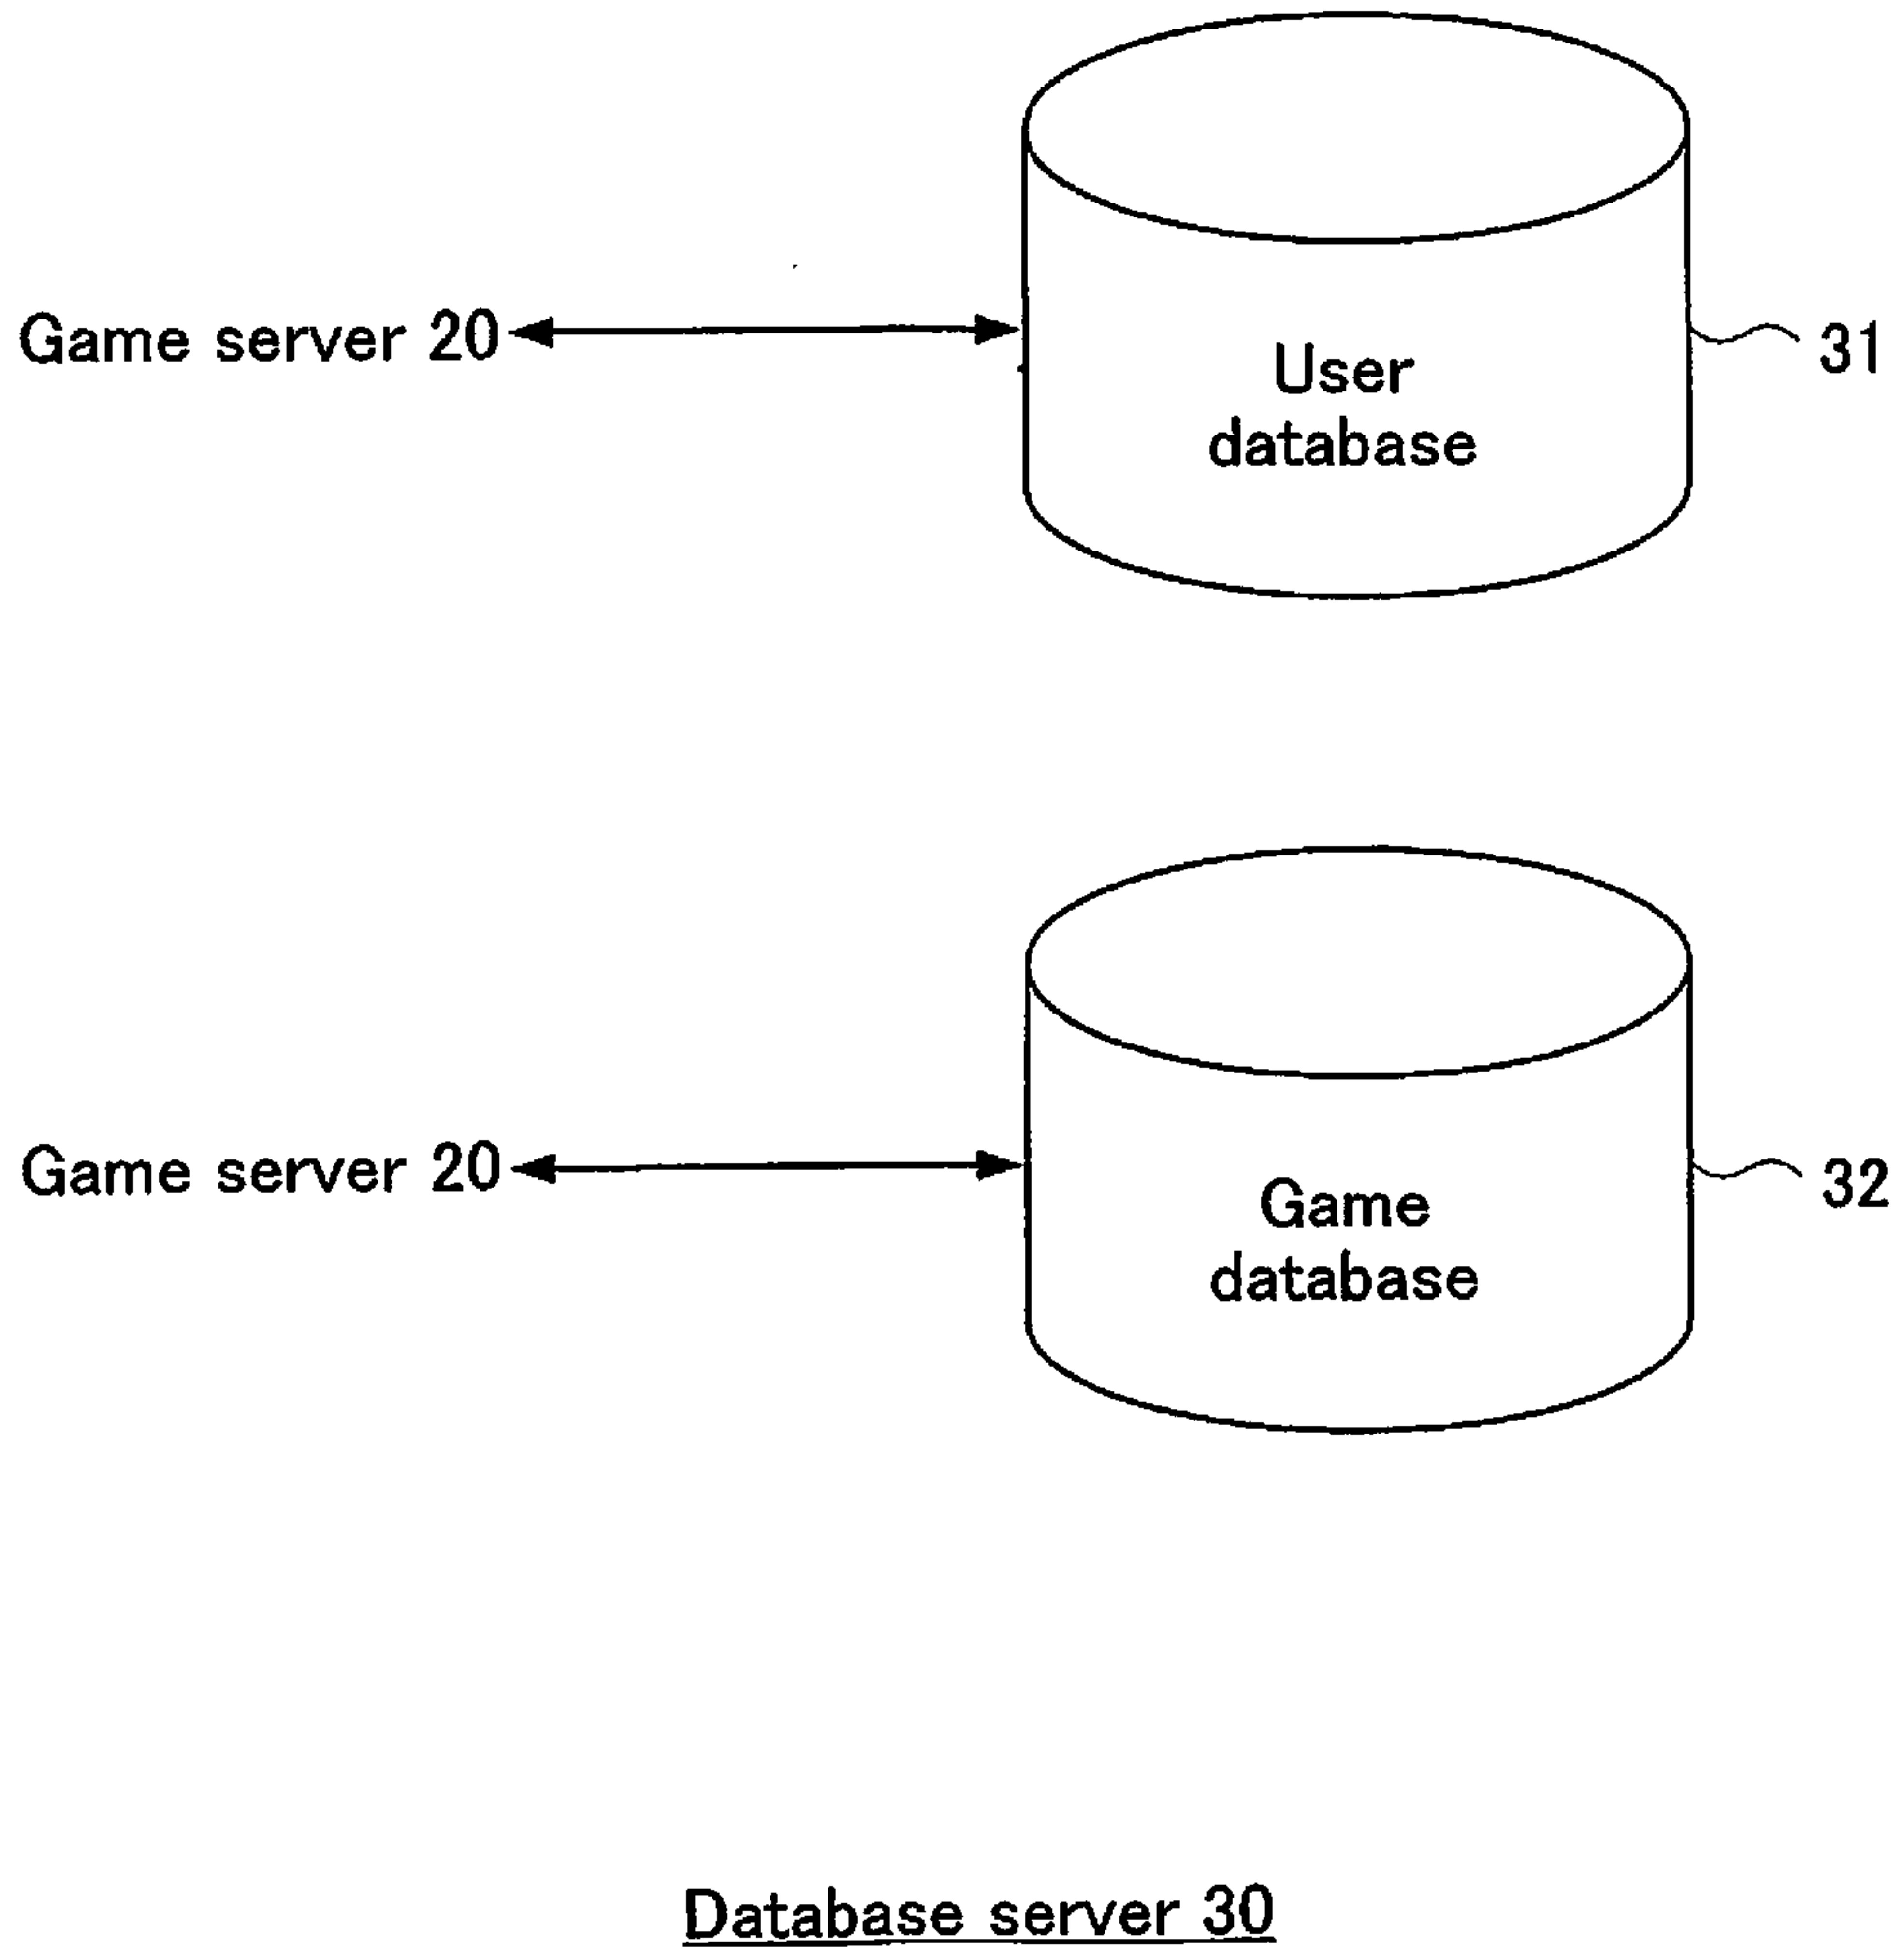 Game server 20
User
database
31
Game server 20
Game
database
32
Database server 30